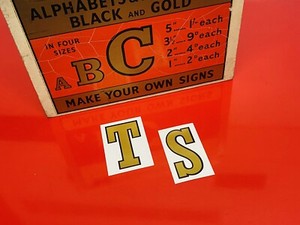 ALPHABETS &
BLACK AND GOLD
IN FOUR
SIZES
A B C
5" 1/- each
3½" 9d each
2" 4d each
1" 2d each
MAKE YOUR OWN SIGNS
T S